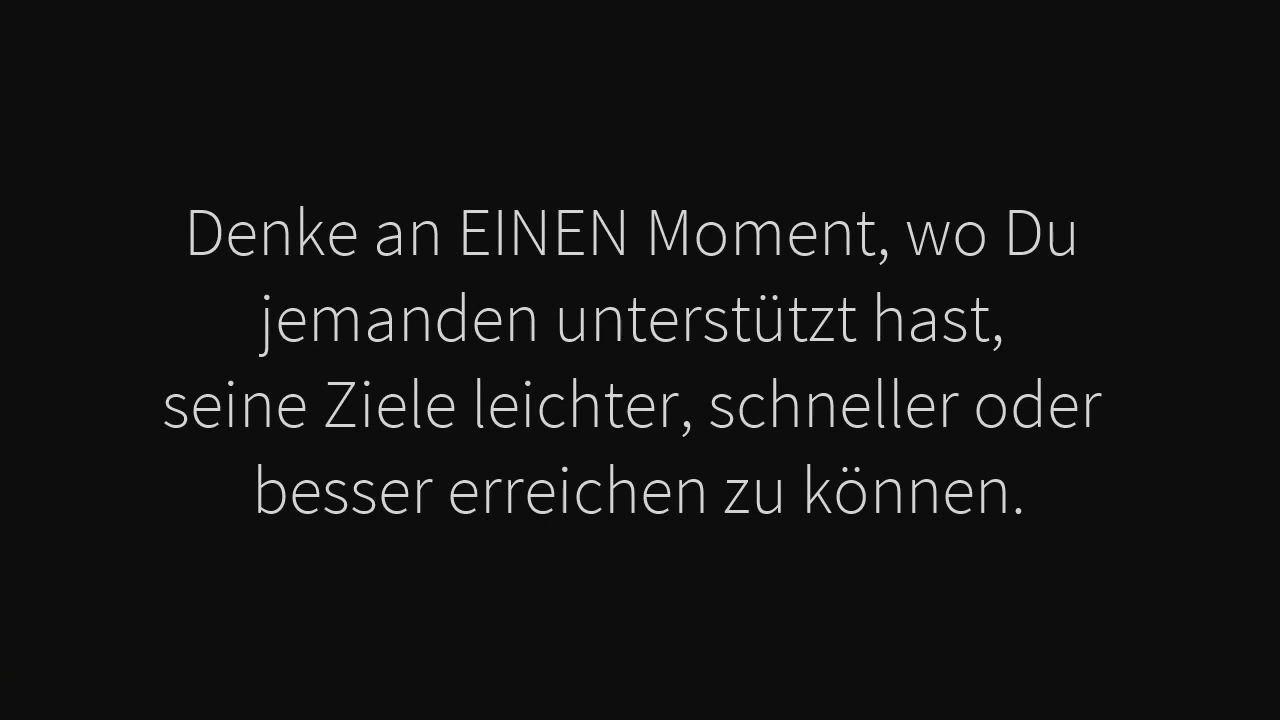 Denke an EINEN Moment, wo Du
jemanden unterstützt hast,
seine Ziele leichter, schneller oder
besser erreichen zu können.